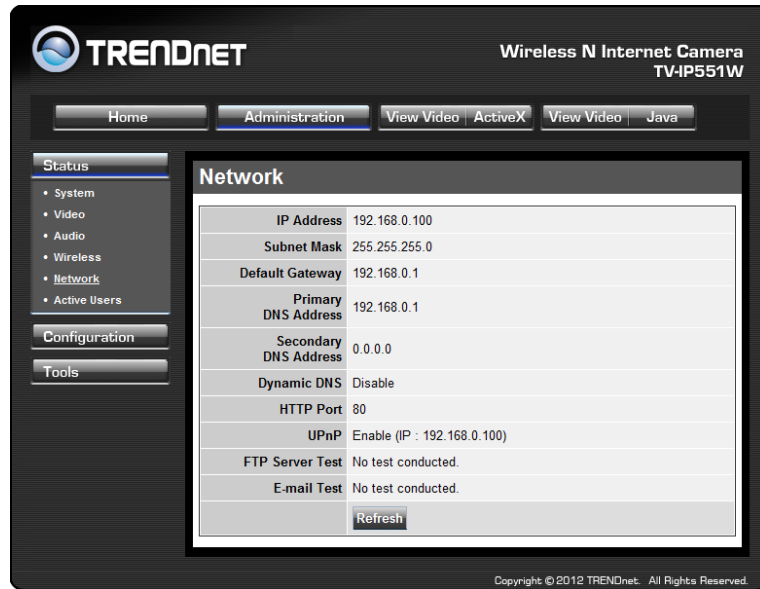 TRENDnet
Wireless N Internet Camera
TV-IP551W
Home
Administration
View Video ActiveX
View Video Java
Status
• System
• Video
• Audio
• Wireless
• Network
• Active Users
Configuration
Tools
Network
IP Address 192.168.0.100
Subnet Mask 255.255.255.0
Default Gateway 192.168.0.1
Primary
DNS Address 192.168.0.1
Secondary
DNS Address 0.0.0.0
Dynamic DNS Disable
HTTP Port 80
UPnP Enable (IP : 192.168.0.100)
FTP Server Test No test conducted.
E-mail Test No test conducted.
Refresh
Copyright © 2012 TRENDnet. All Rights Reserved.